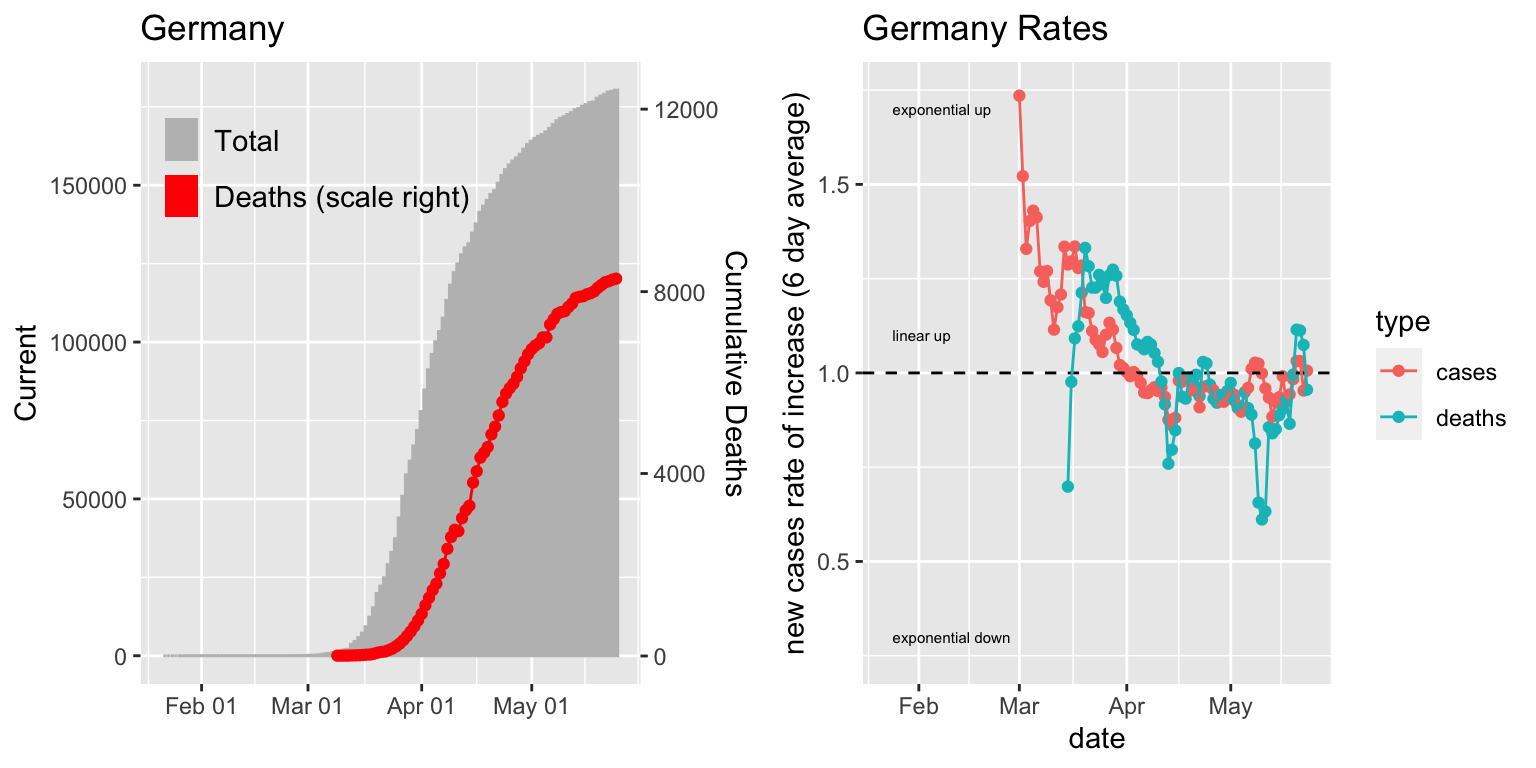 Germany
Total
Deaths (scale right)
Current
150000
100000
50000
0
12000
8000
4000
0
Cumulative Deaths
Feb 01
Mar 01
Apr 01
May 01
Germany Rates
new cases rate of increase (6 day average)
1.5
1.0
0.5
exponential up
linear up
exponential down
Feb
Mar
Apr
May
date
type
cases
deaths